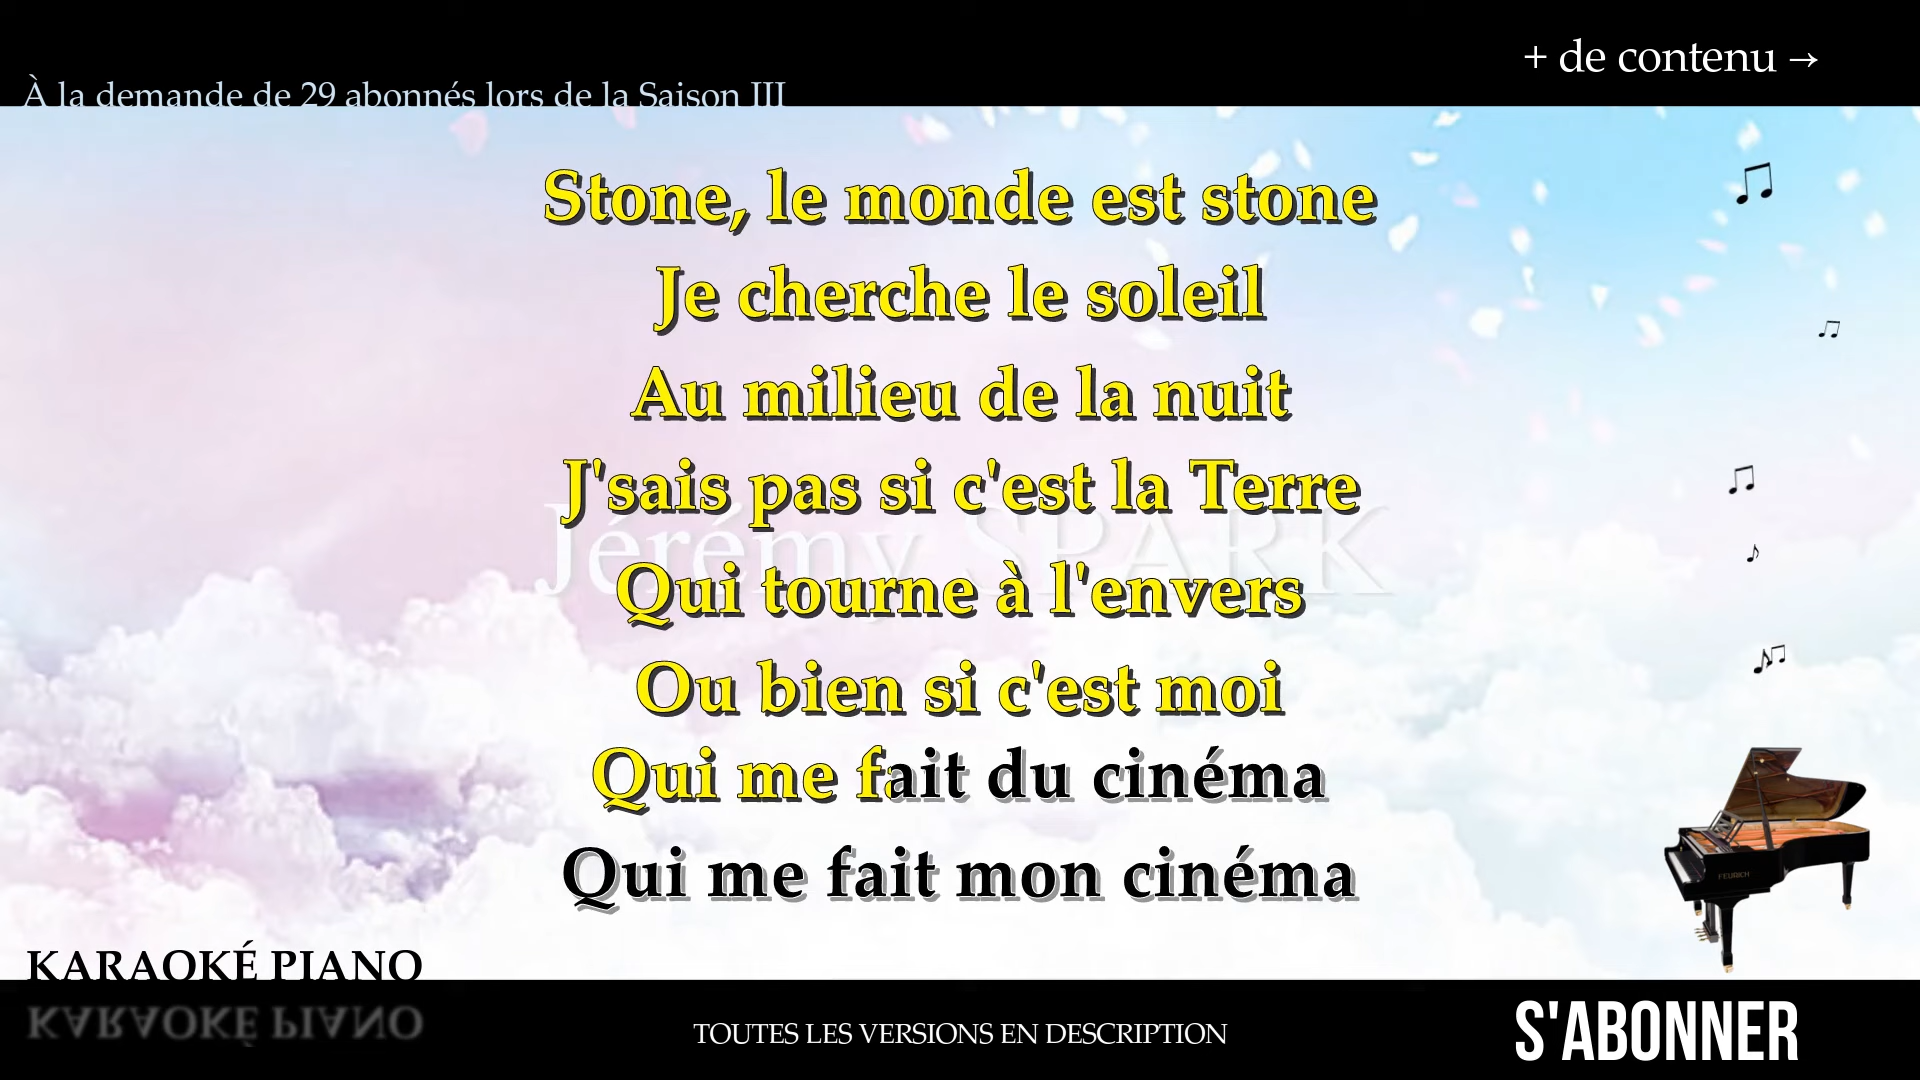 + de contenu →
À la demande de 29 abonnés lors de la Saison III
Stone, le monde est stone
Je cherche le soleil
Au milieu de la nuit
J'sais pas si c'est la Terre
Jérémy SPARK
Qui tourne à l'envers
Ou bien si c'est moi
Qui me fait du cinéma
Qui me fait mon cinéma
FEURICH
KARAOKÉ PIANO
KARAOKÉ PIANO
TOUTES LES VERSIONS EN DESCRIPTION
S'ABONNER